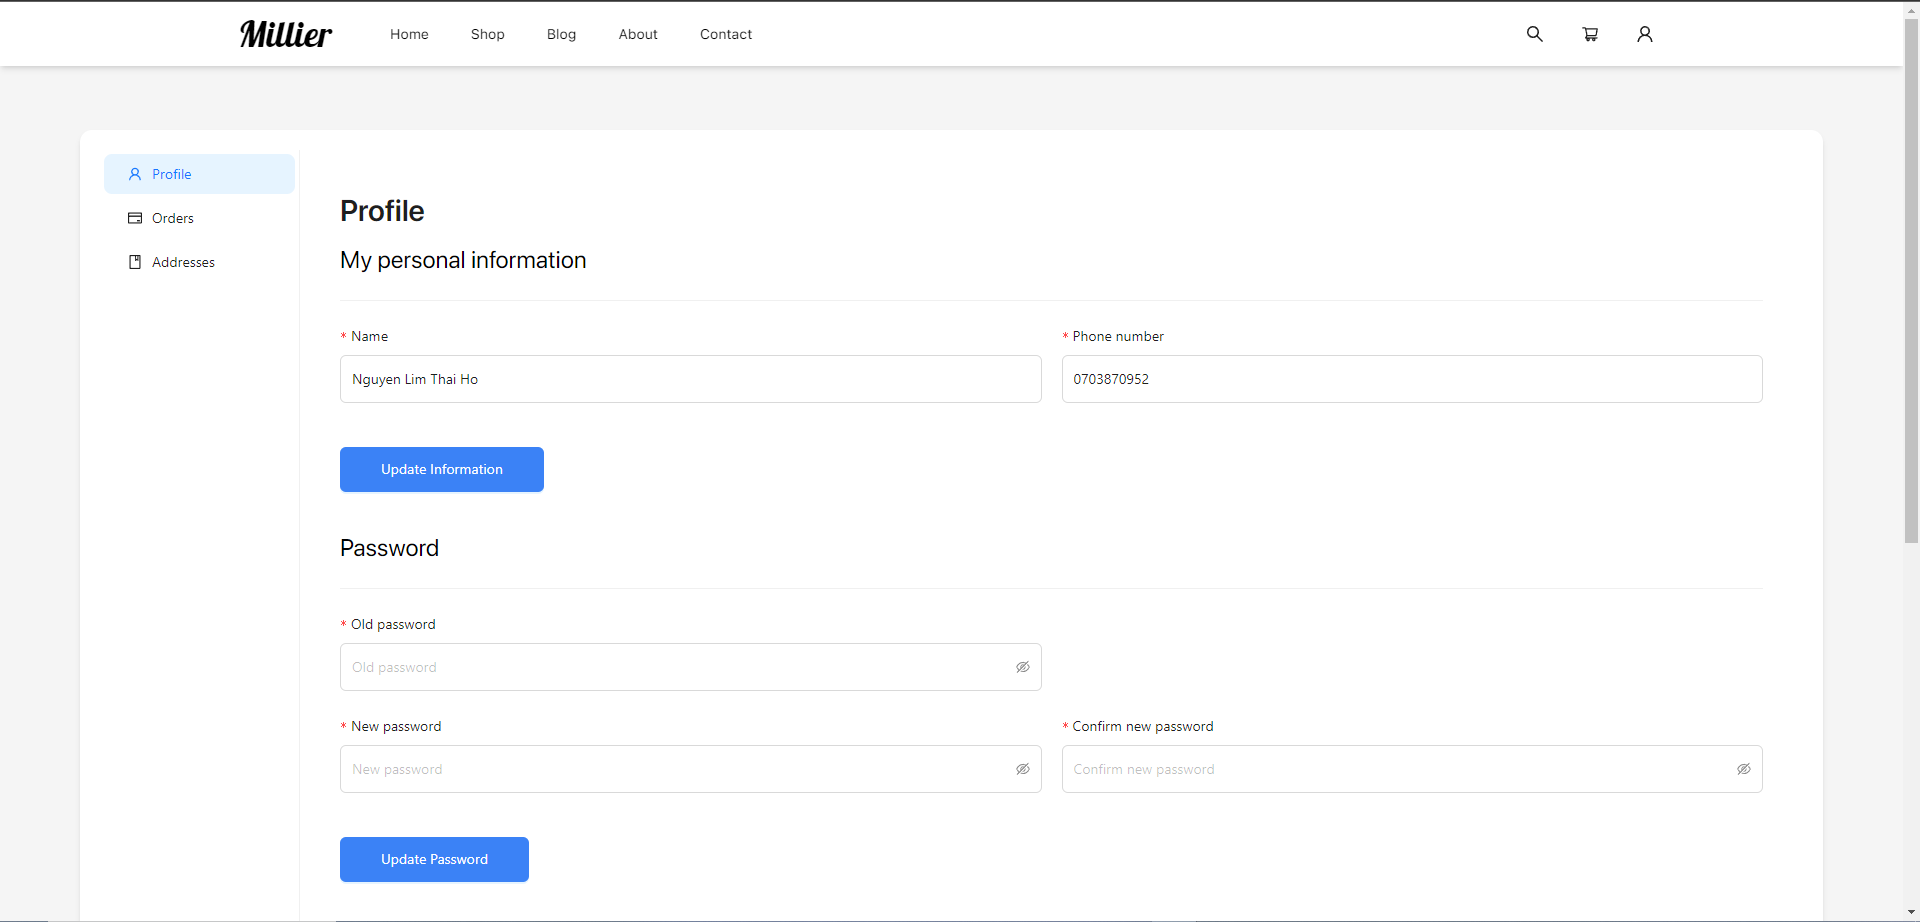 Millier Home Shop Blog About Contact
Profile
Orders
Addresses
Profile
My personal information
* Name * Phone number
Nguyen Lim Thai Ho 0703870952
Update Information
Password
* Old password
Old password
* New password * Confirm new password
New password Confirm new password
Update Password